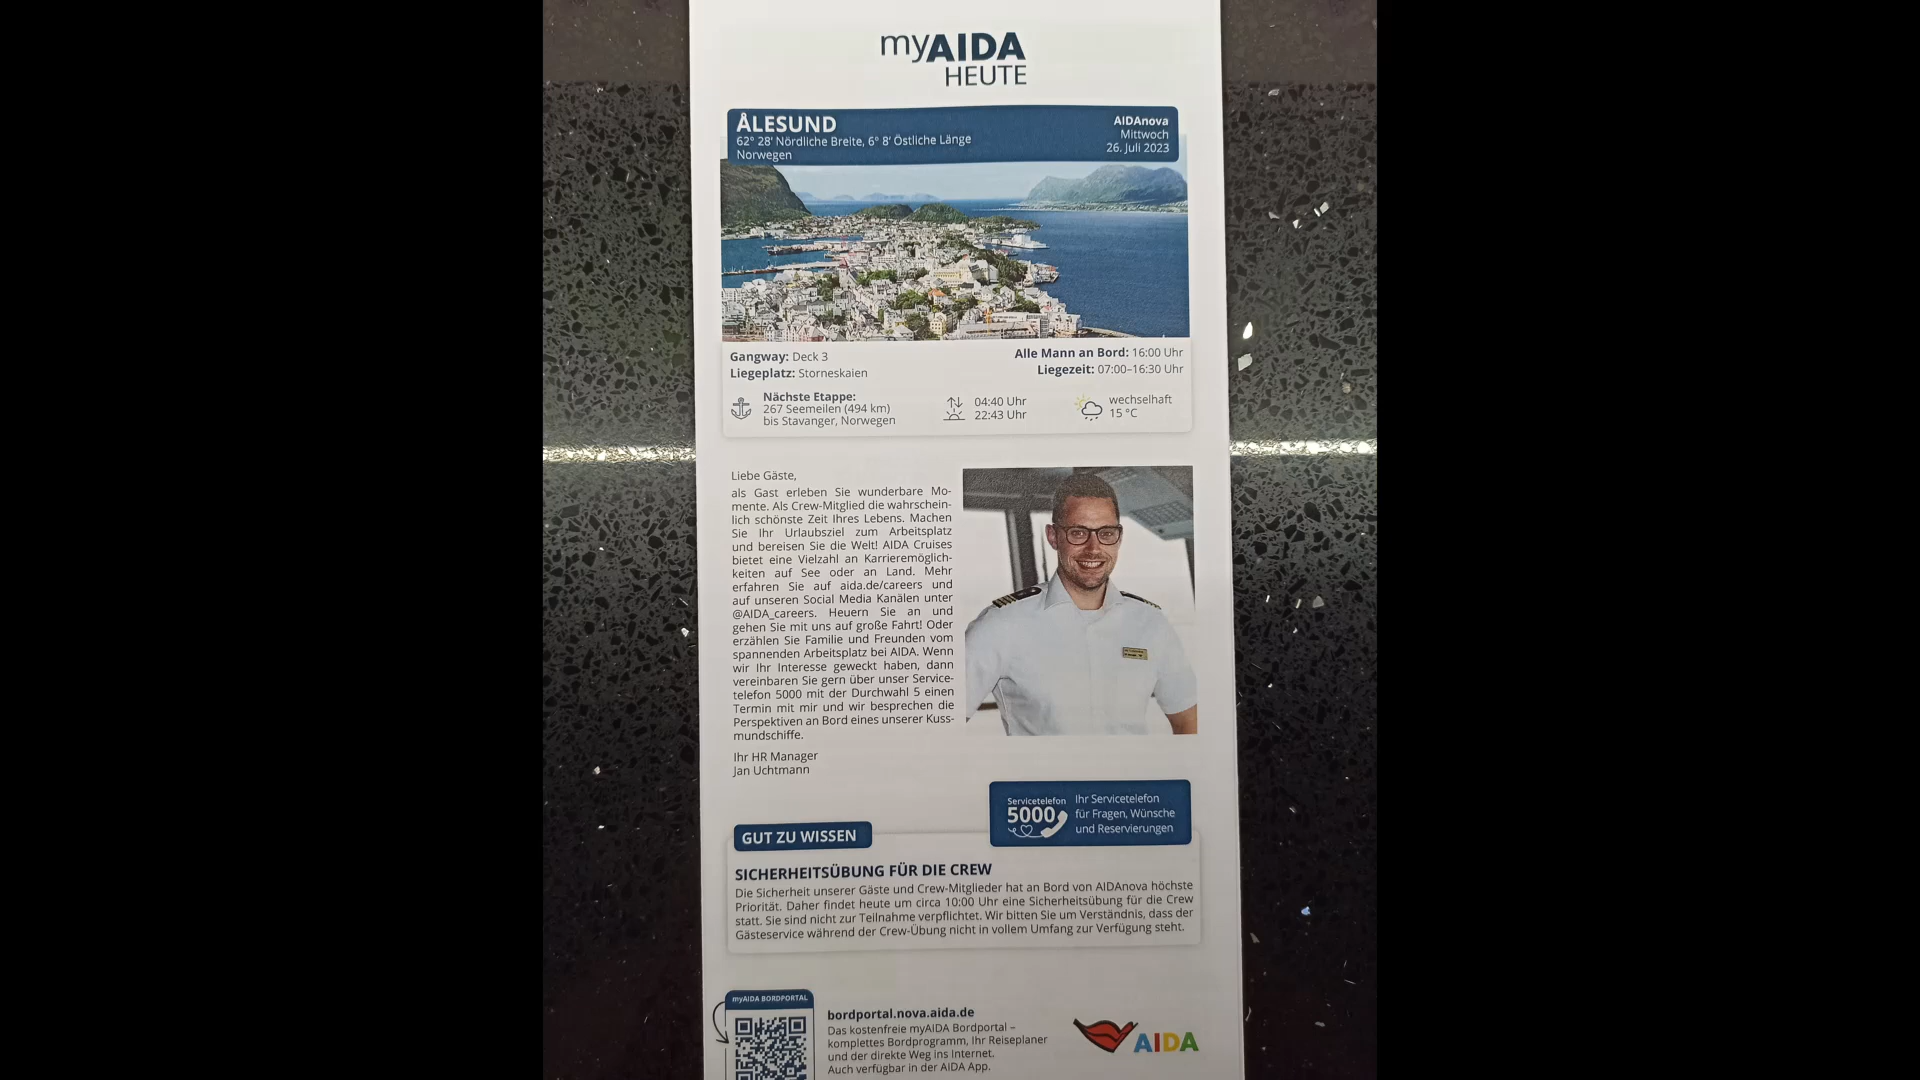 myAIDA
HEUTE
ÅLESUND
62° 28' Nördliche Breite, 6° 8' Östliche Länge
Norwegen
AIDAnova
Mittwoch
26. Juli 2023
Gangway: Deck 3
Liegeplatz: Storneskaien
Alle Mann an Bord: 16:00 Uhr
Liegezeit: 07:00–16:30 Uhr
Nächste Etappe:
267 Seemeilen (494 km)
bis Stavanger, Norwegen
04:40 Uhr
22:43 Uhr
wechselhaft
15 °C
Liebe Gäste,
als Gast erleben Sie wunderbare Mo-
mente. Als Crew-Mitglied die wahrschein-
lich schönste Zeit Ihres Lebens. Machen
Sie Ihr Urlaubsziel zum Arbeitsplatz
und bereisen Sie die Welt! AIDA Cruises
bietet eine Vielzahl an Karrieremöglich-
keiten auf See oder an Land. Mehr
erfahren Sie auf aida.de/careers und
auf unseren Social Media Kanälen unter
@AIDA_careers. Heuern Sie an und
gehen Sie mit uns auf große Fahrt! Oder
erzählen Sie Familie und Freunden vom
spannenden Arbeitsplatz bei AIDA. Wenn
wir Ihr Interesse geweckt haben, dann
vereinbaren Sie gern über unser Service-
telefon 5000 mit der Durchwahl 5 einen
Termin mit mir und wir besprechen die
Perspektiven an Bord eines unserer Kuss-
mundschiffe.
Ihr HR Manager
Jan Uchtmann
Servicetelefon
5000
Ihr Servicetelefon
für Fragen, Wünsche
und Reservierungen
GUT ZU WISSEN
SICHERHEITSÜBUNG FÜR DIE CREW
Die Sicherheit unserer Gäste und Crew-Mitglieder hat an Bord von AIDAnova höchste
Priorität. Daher findet heute um circa 10:00 Uhr eine Sicherheitsübung für die Crew
statt. Sie sind nicht zur Teilnahme verpflichtet. Wir bitten Sie um Verständnis, dass der
Gästeservice während der Crew-Übung nicht in vollem Umfang zur Verfügung steht.
myAIDA BORDPORTAL
bordportal.nova.aida.de
Das kostenfreie myAIDA Bordportal –
komplettes Bordprogramm, Ihr Reiseplaner
und der direkte Weg ins Internet.
Auch verfügbar in der AIDA App.
AIDA